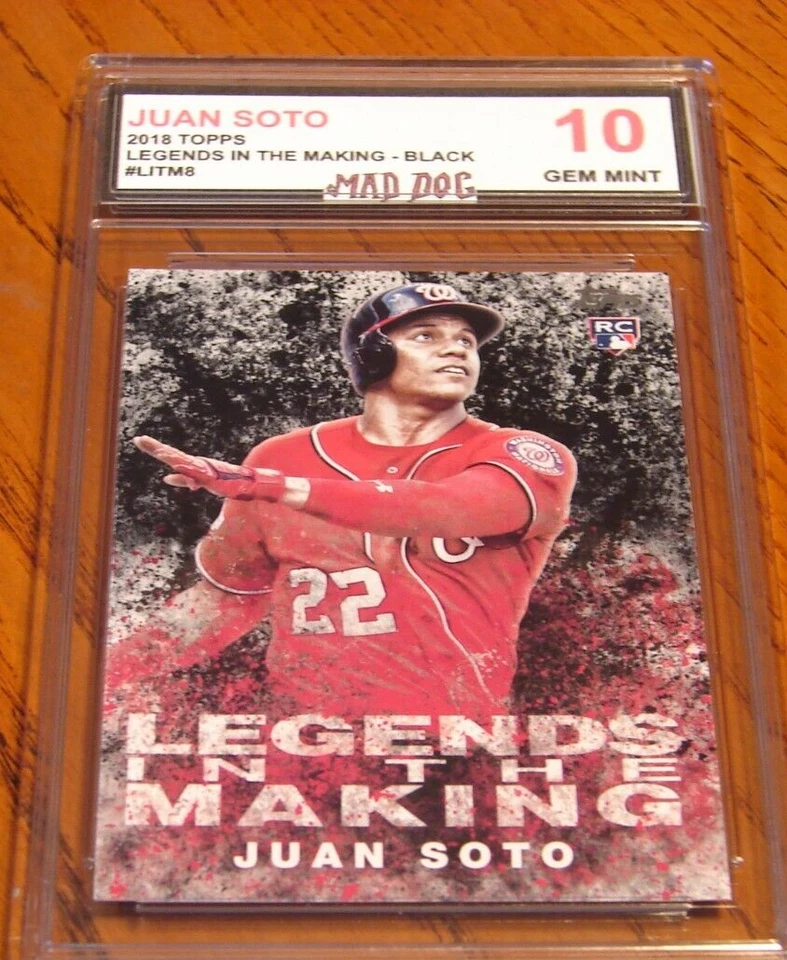 JUAN SOTO
10
2018 TOPPS
LEGENDS IN THE MAKING - BLACK
#LITM8
GEM MINT
MAD DOG
W
RC
W
22
LEGENDS
IN THE
MAKING
JUAN SOTO